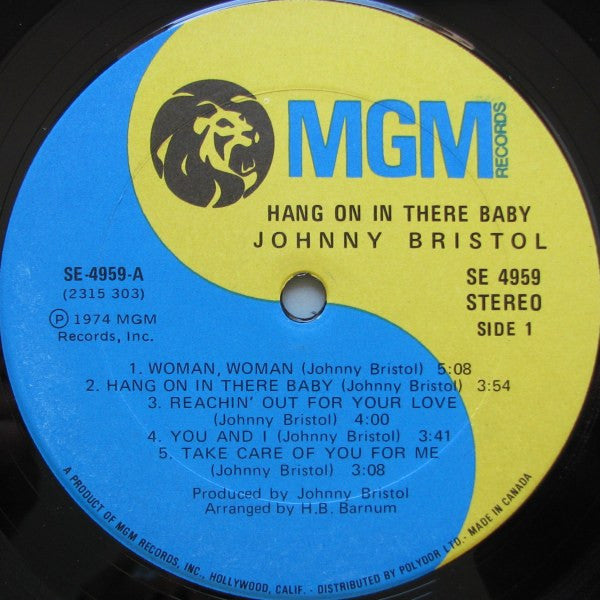 MGM
RECORDS
HANG ON IN THERE BABY
JOHNNY BRISTOL
SE-4959-A
(2315 303)
Ⓟ 1974 MGM
Records, Inc.
SE 4959
STEREO
SIDE 1
1. WOMAN, WOMAN (Johnny Bristol) 5:08
2. HANG ON IN THERE BABY (Johnny Bristol) 3:54
3. REACHIN' OUT FOR YOUR LOVE
(Johnny Bristol) 4:00
4. YOU AND I (Johnny Bristol) 3:41
5. TAKE CARE OF YOU FOR ME
(Johnny Bristol) 3:08
Produced by Johnny Bristol
Arranged by H.B. Barnum
A PRODUCT OF MGM RECORDS, INC., HOLLYWOOD, CALIF. - DISTRIBUTED BY POLYDOR LTD. - MADE IN CANADA